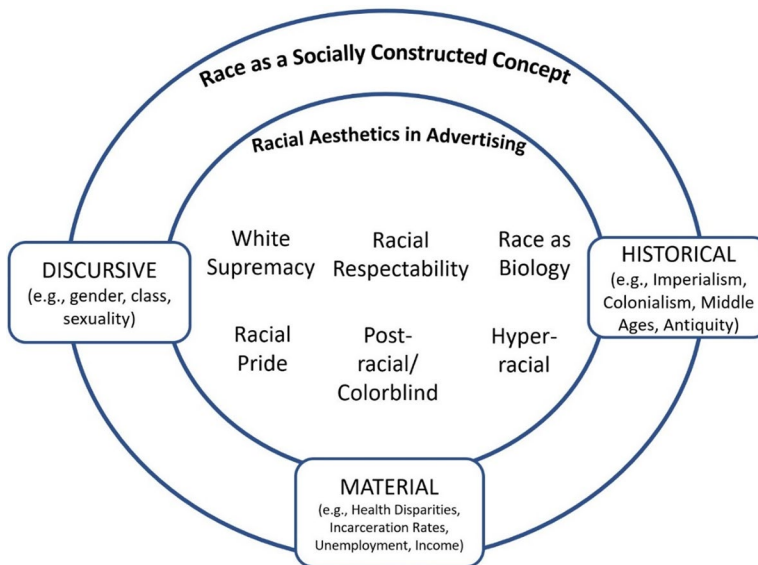 Race as a Socially Constructed Concept
Racial Aesthetics in Advertising
White
Supremacy
Racial
Respectability
Race as
Biology
DISCURSIVE
(e.g., gender, class,
sexuality)
HISTORICAL
(e.g., Imperialism,
Colonialism, Middle
Ages, Antiquity)
Racial
Pride
Post-
racial/
Colorblind
Hyper-
racial
MATERIAL
(e.g., Health Disparities,
Incarceration Rates,
Unemployment, Income)